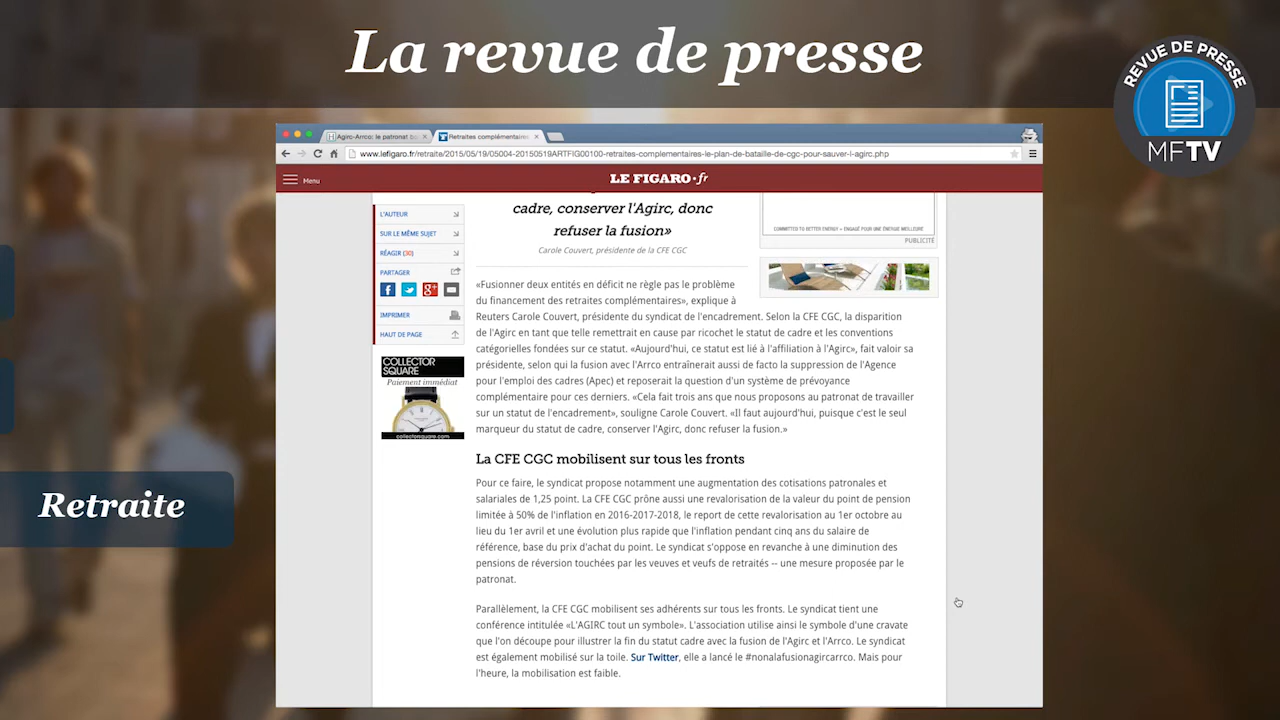 La revue de presse
REVUE DE PRESSE
MFTV
Agirc-Arrco: le patronat
Retraites complémentaires
www.lefigaro.fr/retraite/2015/05/19/05004-20150519ARTFIG00100-retraites-complementaires-le-plan-de-bataille-de-cgc-pour-sauver-l-agirc.php
Menu
LE FIGARO·fr
L'AUTEUR
SUR LE MÊME SUJET
RÉAGIR (30)
PARTAGER
IMPRIMER
HAUT DE PAGE
COLLECTOR
SQUARE
Paiement immédiat
collectorsquare.com
cadre, conserver l'Agirc, donc
refuser la fusion»
Carole Couvert, présidente de la CFE CGC
COMMITTED TO BETTER ENERGY • ENGAGÉ POUR UNE ÉNERGIE MEILLEURE
PUBLICITÉ
«Fusionner deux entités en déficit ne règle pas le problème
du financement des retraites complémentaires», explique à
Reuters Carole Couvert, présidente du syndicat de l'encadrement. Selon la CFE CGC, la disparition
de l'Agirc en tant que telle remettrait en cause par ricochet le statut de cadre et les conventions
catégorielles fondées sur ce statut. «Aujourd'hui, ce statut est lié à l'affiliation à l'Agirc», fait valoir sa
présidente, selon qui la fusion avec l'Arrco entraînerait aussi de facto la suppression de l'Agence
pour l'emploi des cadres (Apec) et reposerait la question d'un système de prévoyance
complémentaire pour ces derniers. «Cela fait trois ans que nous proposons au patronat de travailler
sur un statut de l'encadrement», souligne Carole Couvert. «Il faut aujourd'hui, puisque c'est le seul
marqueur du statut de cadre, conserver l'Agirc, donc refuser la fusion.»
La CFE CGC mobilisent sur tous les fronts
Pour ce faire, le syndicat propose notamment une augmentation des cotisations patronales et
salariales de 1,25 point. La CFE CGC prône aussi une revalorisation de la valeur du point de pension
limitée à 50% de l'inflation en 2016-2017-2018, le report de cette revalorisation au 1er octobre au
lieu du 1er avril et une évolution plus rapide que l'inflation pendant cinq ans du salaire de
référence, base du prix d'achat du point. Le syndicat s'oppose en revanche à une diminution des
pensions de réversion touchées par les veuves et veufs de retraités -- une mesure proposée par le
patronat.
Parallèlement, la CFE CGC mobilisent ses adhérents sur tous les fronts. Le syndicat tient une
conférence intitulée «L'AGIRC tout un symbole». L'association utilise ainsi le symbole d'une cravate
que l'on découpe pour illustrer la fin du statut cadre avec la fusion de l'Agirc et l'Arrco. Le syndicat
est également mobilisé sur la toile. Sur Twitter, elle a lancé le #nonalafusionagircarrco. Mais pour
l'heure, la mobilisation est faible.
Retraite